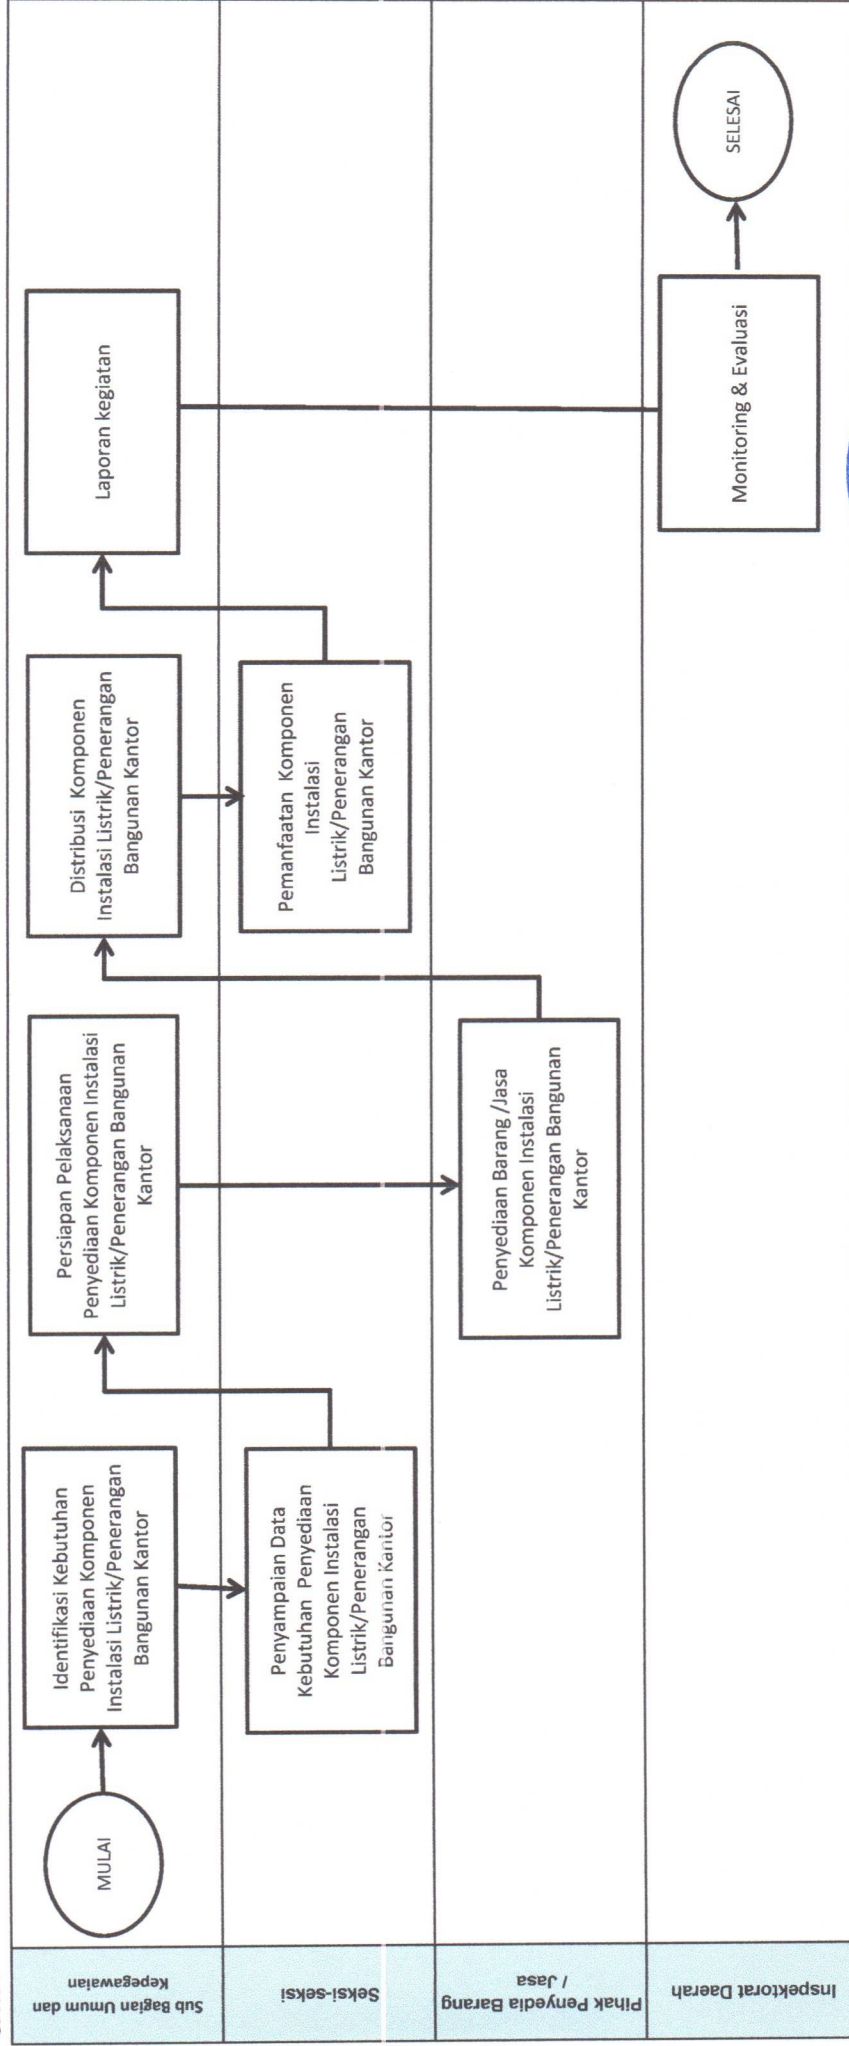 Sub Bagian Umum dan
Kepegawaian
MULAI
Identifikasi Kebutuhan
Penyediaan Komponen
Instalasi Listrik/Penerangan
Bangunan Kantor
Persiapan Pelaksanaan
Penyediaan Komponen Instalasi
Listrik/Penerangan Bangunan
Kantor
Distribusi Komponen
Instalasi Listrik/Penerangan
Bangunan Kantor
Laporan kegiatan
Seksi-seksi
Penyampaian Data
Kebutuhan Penyediaan
Komponen Instalasi
Listrik/Penerangan
Bangunan Kantor
Pemanfaatan Komponen
Instalasi
Listrik/Penerangan
Bangunan Kantor
Pihak Penyedia Barang
/ Jasa
Penyediaan Barang /Jasa
Komponen Instalasi
Listrik/Penerangan Bangunan
Kantor
Inspektorat Daerah
Monitoring & Evaluasi
SELESAI